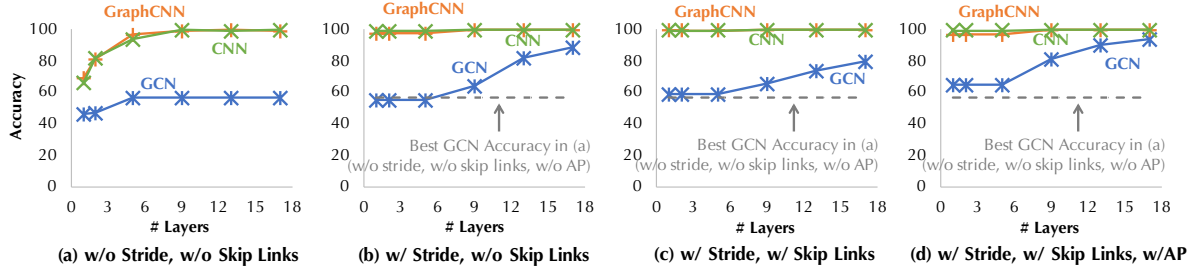 Accuracy
100
80
60
40
20
0
GraphCNN
CNN
GCN
0 3 6 9 12 15 18
# Layers
(a) w/o Stride, w/o Skip Links
100
80
60
40
20
0
GraphCNN
CNN
GCN
Best GCN Accuracy in (a)
(w/o stride, w/o skip links, w/o AP)
0 3 6 9 12 15 18
# Layers
(b) w/ Stride, w/o Skip Links
100
80
60
40
20
0
GraphCNN
CNN
GCN
Best GCN Accuracy in (a)
(w/o stride, w/o skip links, w/o AP)
0 3 6 9 12 15 18
# Layers
(c) w/ Stride, w/ Skip Links
100
80
60
40
20
0
GraphCNN
CNN
GCN
Best GCN Accuracy in (a)
(w/o stride, w/o skip links, w/o AP)
0 3 6 9 12 15 18
# Layers
(d) w/ Stride, w/ Skip Links, w/AP